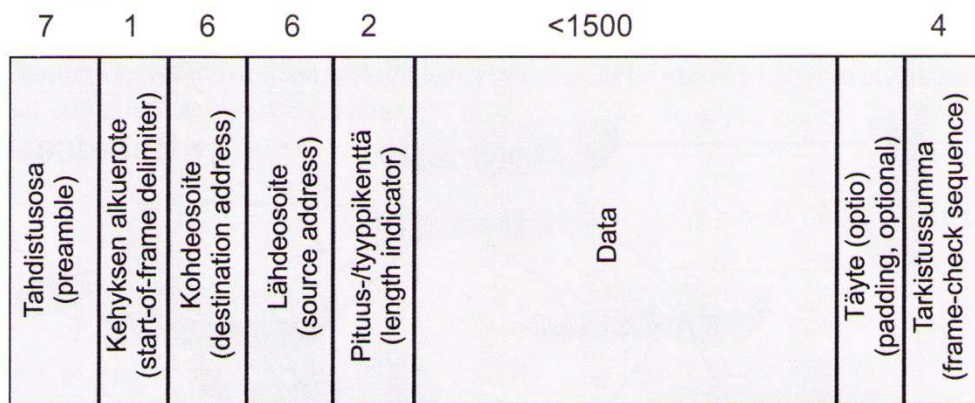 7 1 6 6 2 <1500 4
Tahdistusosa
(preamble)
Kehyksen alkuerote
(start-of-frame delimiter)
Kohdeosoite
(destination address)
Lähdeosoite
(source address)
Pituus-/tyyppikenttä
(length indicator)
Data
Täyte (optio)
(padding, optional)
Tarkistussumma
(frame-check sequence)